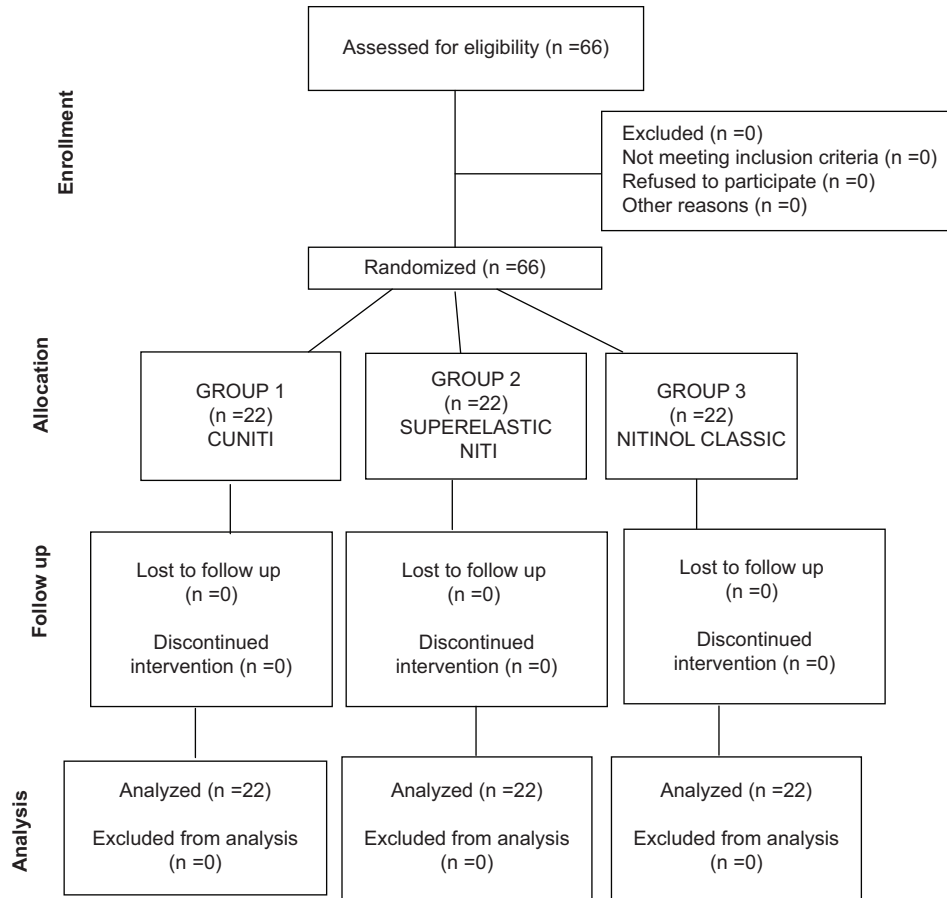 Assessed for eligibility (n =66)
Enrollment
Excluded (n =0)
Not meeting inclusion criteria (n =0)
Refused to participate (n =0)
Other reasons (n =0)
Randomized (n =66)
Allocation
GROUP 1
(n =22)
CUNITI
GROUP 2
(n =22)
SUPERELASTIC
NITI
GROUP 3
(n =22)
NITINOL CLASSIC
Follow up
Lost to follow up
(n =0)
Discontinued
intervention (n =0)
Lost to follow up
(n =0)
Discontinued
intervention (n =0)
Lost to follow up
(n =0)
Discontinued
intervention (n =0)
Analysis
Analyzed (n =22)
Excluded from analysis
(n =0)
Analyzed (n =22)
Excluded from analysis
(n =0)
Analyzed (n =22)
Excluded from analysis
(n =0)